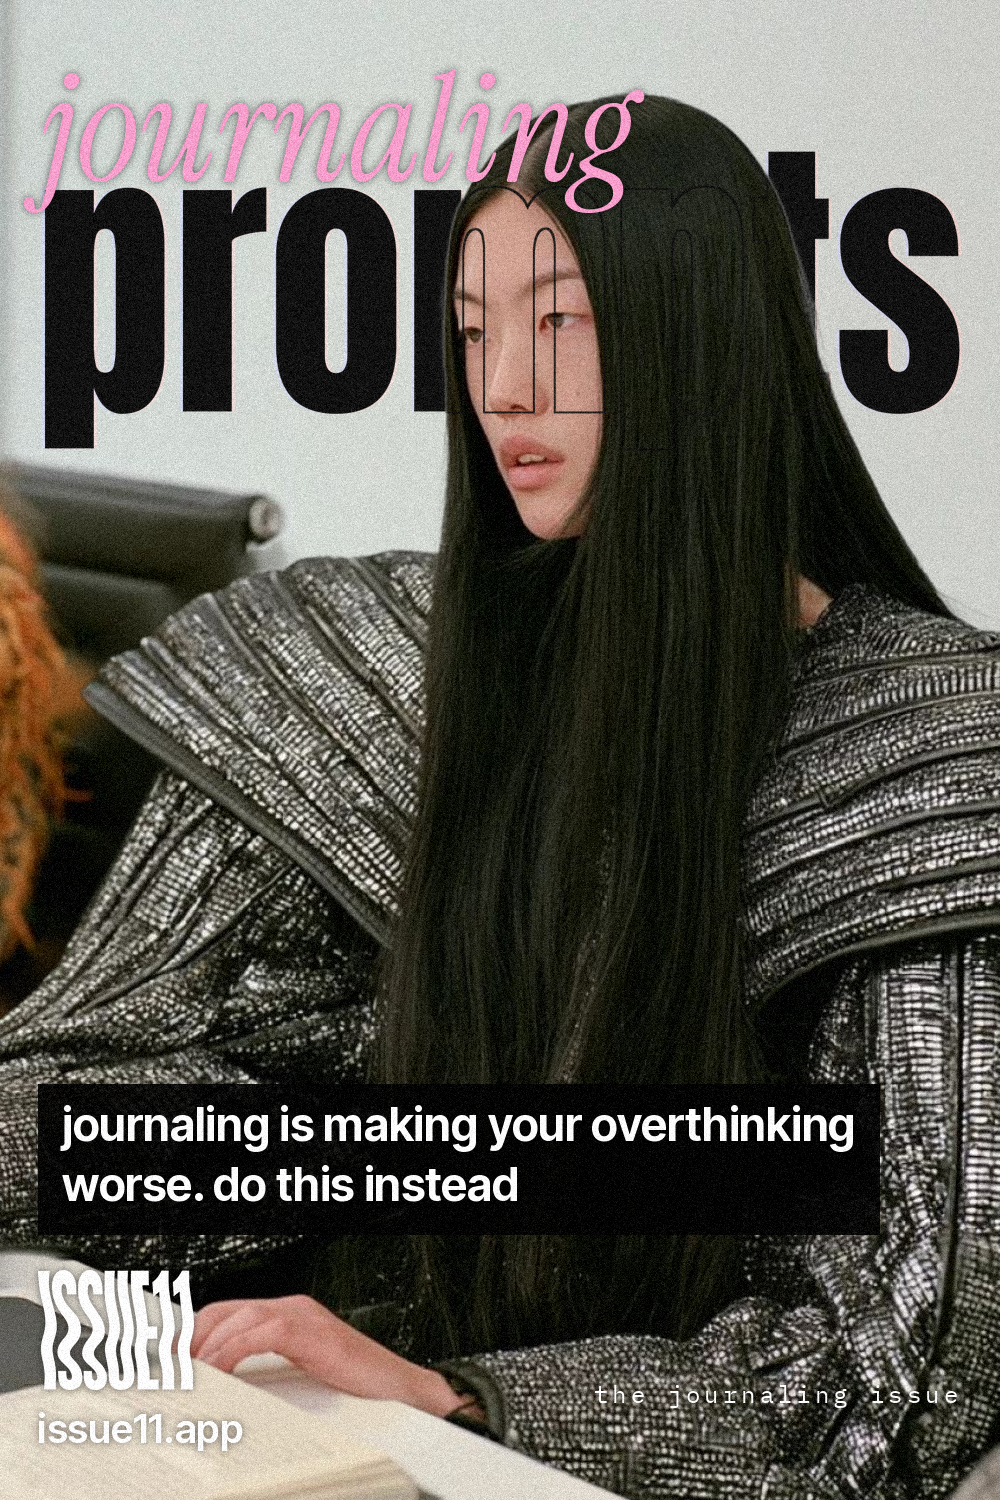 journaling
prompts
journaling is making your overthinking
worse. do this instead
ISSUE11
issue11.app
the journaling issue